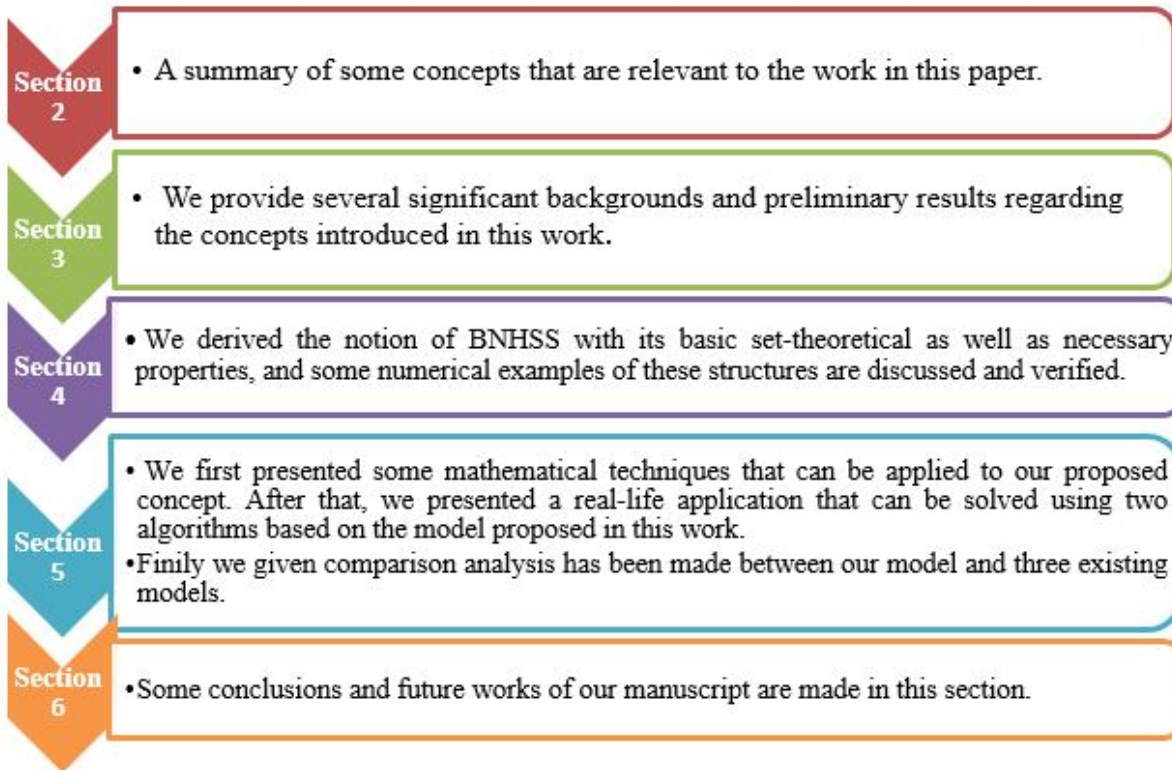 Section
2
• A summary of some concepts that are relevant to the work in this paper.
Section
3
• We provide several significant backgrounds and preliminary results regarding
the concepts introduced in this work.
Section
4
• We derived the notion of BNHSS with its basic set-theoretical as well as necessary
properties, and some numerical examples of these structures are discussed and verified.
Section
5
• We first presented some mathematical techniques that can be applied to our proposed
concept. After that, we presented a real-life application that can be solved using two
algorithms based on the model proposed in this work.
•Finily we given comparison analysis has been made between our model and three existing
models.
Section
6
•Some conclusions and future works of our manuscript are made in this section.